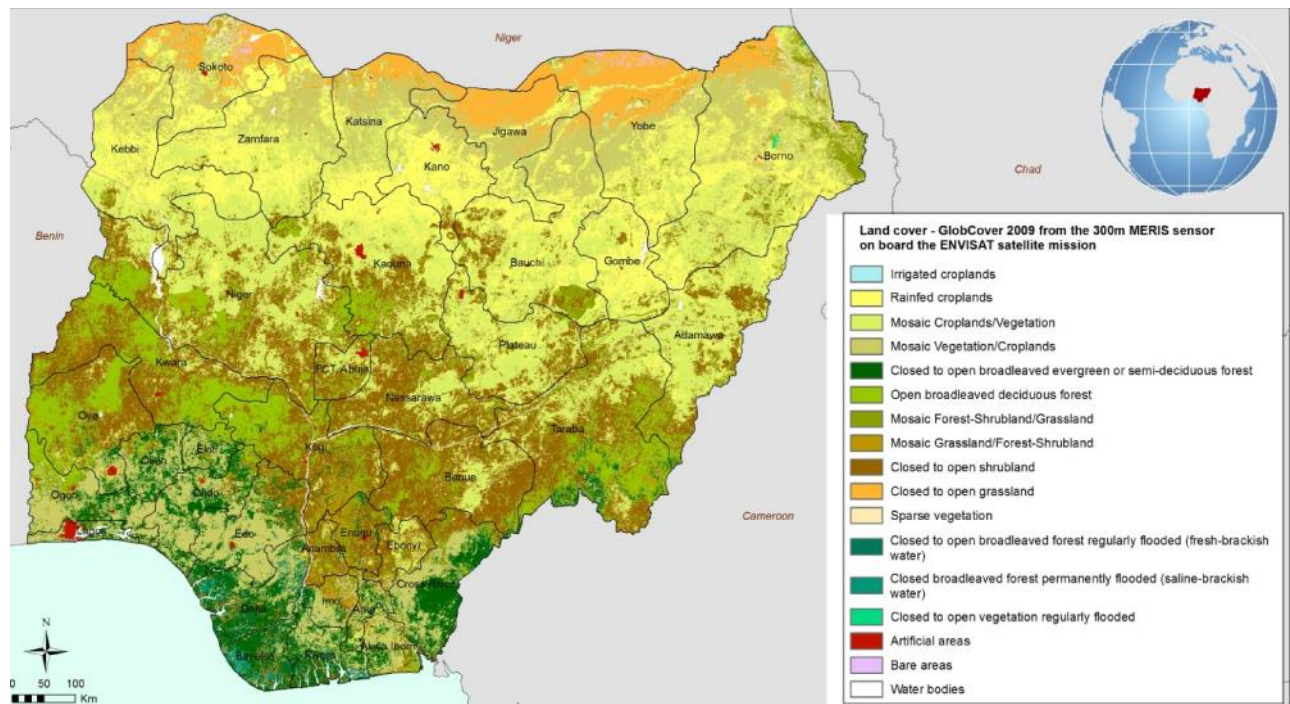 Niger
Sokoto
Katsina
Jigawa
Yobe
Zamfara
Kebbi
Kano
Borno
Chad
Benin
Kaduna
Bauchi
Gombe
Niger
Adamawa
Plateau
Kwara
FCT Abuja
Nassarawa
Oyo
Taraba
Kogi
Ekiti
Osun
Benue
Ogun
Ondo
Lagos
Edo
Enugu
Anambra
Ebonyi
Cameroon
Cross River
Imo
Abia
Delta
Akwa Ibom
Bayelsa
Rivers
N
0 50 100
Km
Land cover - GlobCover 2009 from the 300m MERIS sensor
on board the ENVISAT satellite mission
Irrigated croplands
Rainfed croplands
Mosaic Croplands/Vegetation
Mosaic Vegetation/Croplands
Closed to open broadleaved evergreen or semi-deciduous forest
Open broadleaved deciduous forest
Mosaic Forest-Shrubland/Grassland
Mosaic Grassland/Forest-Shrubland
Closed to open shrubland
Closed to open grassland
Sparse vegetation
Closed to open broadleaved forest regularly flooded (fresh-brackish
water)
Closed broadleaved forest permanently flooded (saline-brackish
water)
Closed to open vegetation regularly flooded
Artificial areas
Bare areas
Water bodies